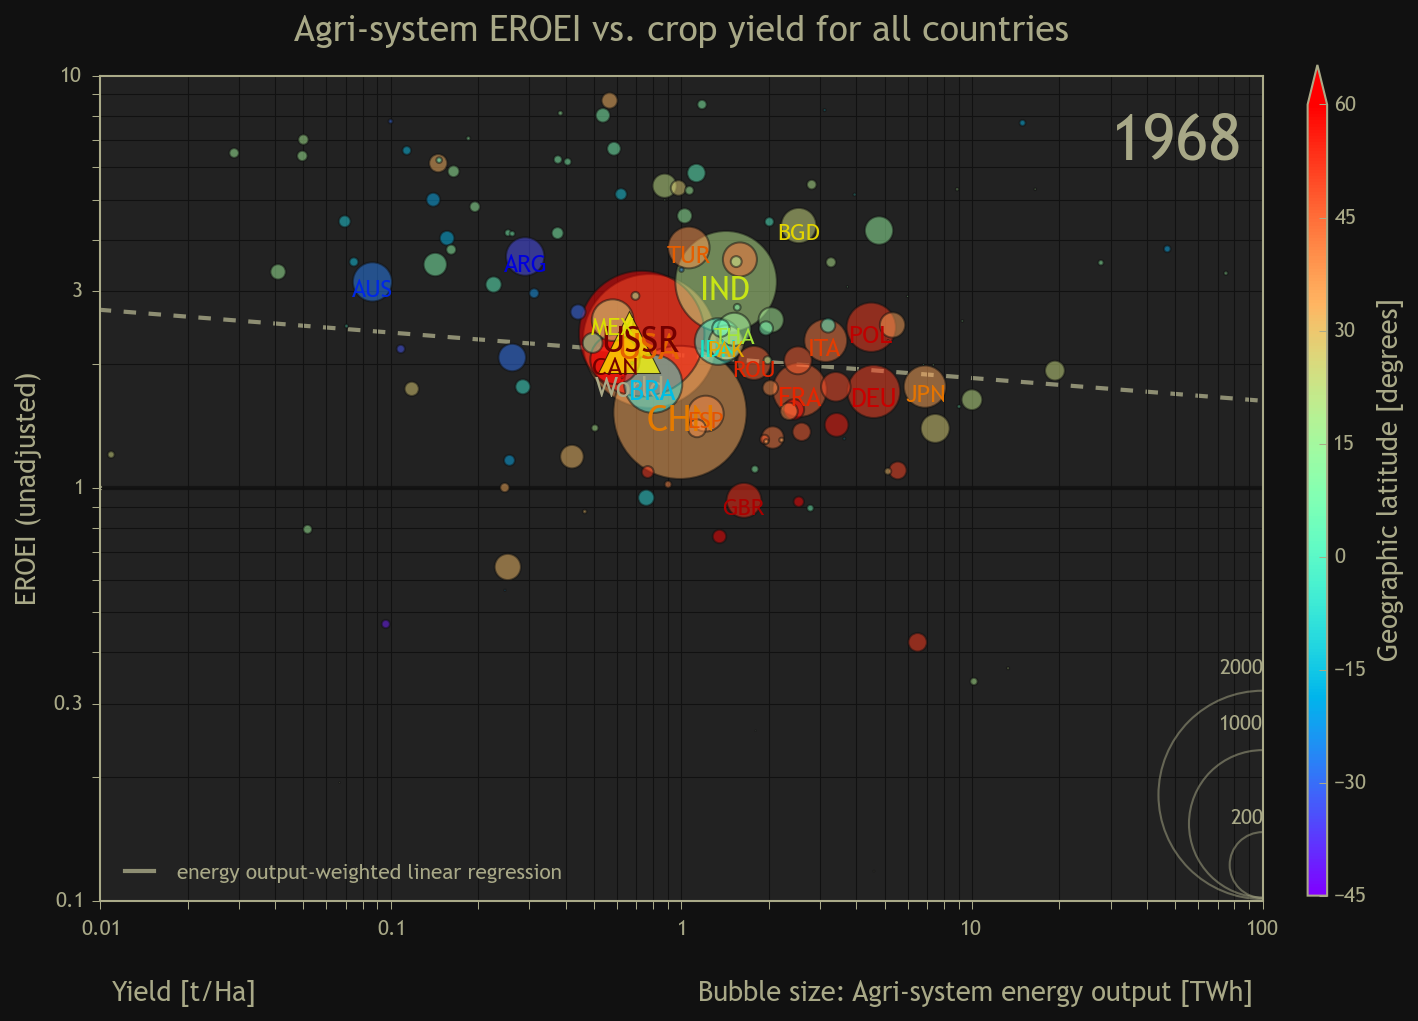 Agri-system EROEI vs. crop yield for all countries
1968
10
3
1
0.3
0.1
EROEI (unadjusted)
BGD
TUR
ARG
IND
AUS
MEX
USSR
THA
PAK
POL
ITA
CAN
ROU
Wo
BRA
FRA
DEU
JPN
CHN
ESP
GBR
2000
1000
200
energy output-weighted linear regression
0.01
0.1
1
10
100
Yield [t/Ha]
Bubble size: Agri-system energy output [TWh]
60
45
30
15
0
−15
−30
−45
Geographic latitude [degrees]